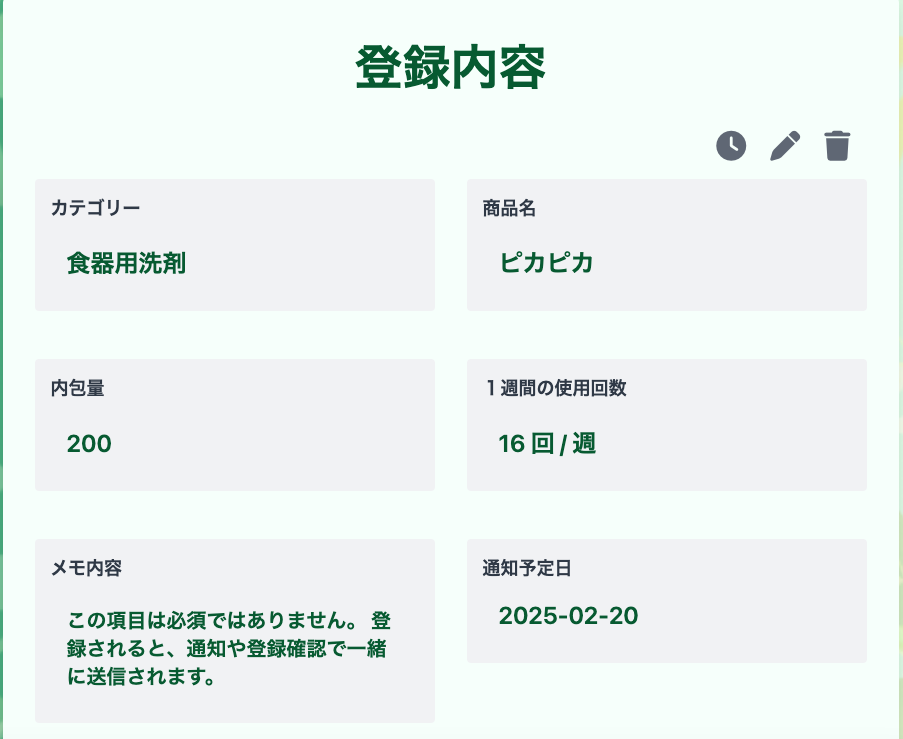 登録内容
カテゴリー
食器用洗剤
商品名
ピカピカ
内包量
200
１週間の使用回数
16 回 / 週
メモ内容
この項目は必須ではありません。 登
録されると、通知や登録確認で一緒
に送信されます。
通知予定日
2025-02-20